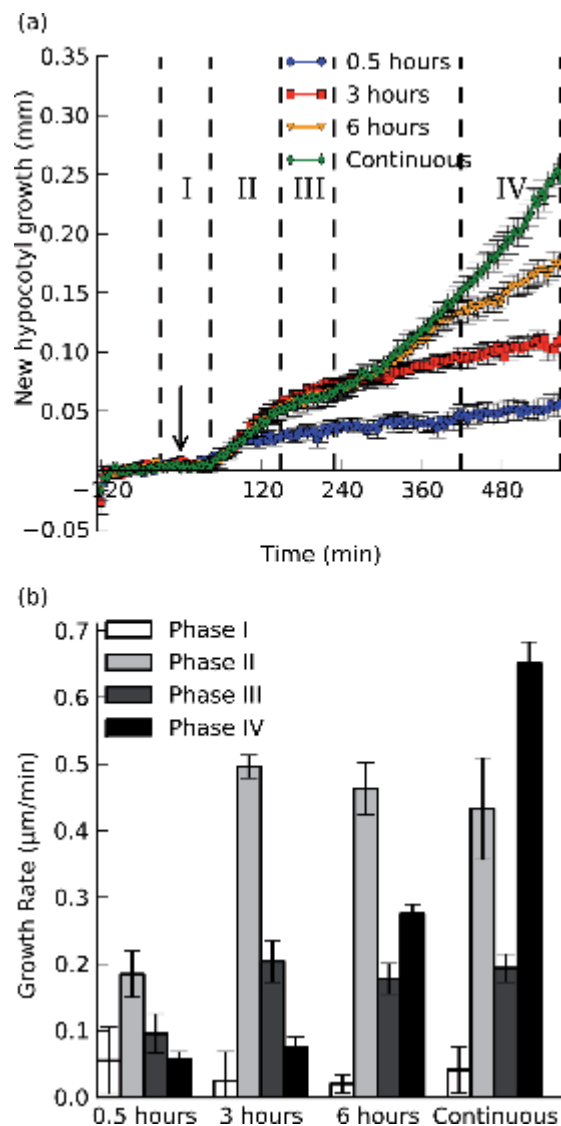 (a)
0.35
0.30
0.25
0.20
0.15
0.10
0.05
−0.05
New hypocotyl growth (mm)
0.5 hours
3 hours
6 hours
Continuous
I
II
III
IV
−120
120
240
360
480
Time (min)
(b)
0.7
0.6
0.5
0.4
0.3
0.2
0.1
0.0
Growth Rate (μm/min)
Phase I
Phase II
Phase III
Phase IV
0.5 hours
3 hours
6 hours
Continuous